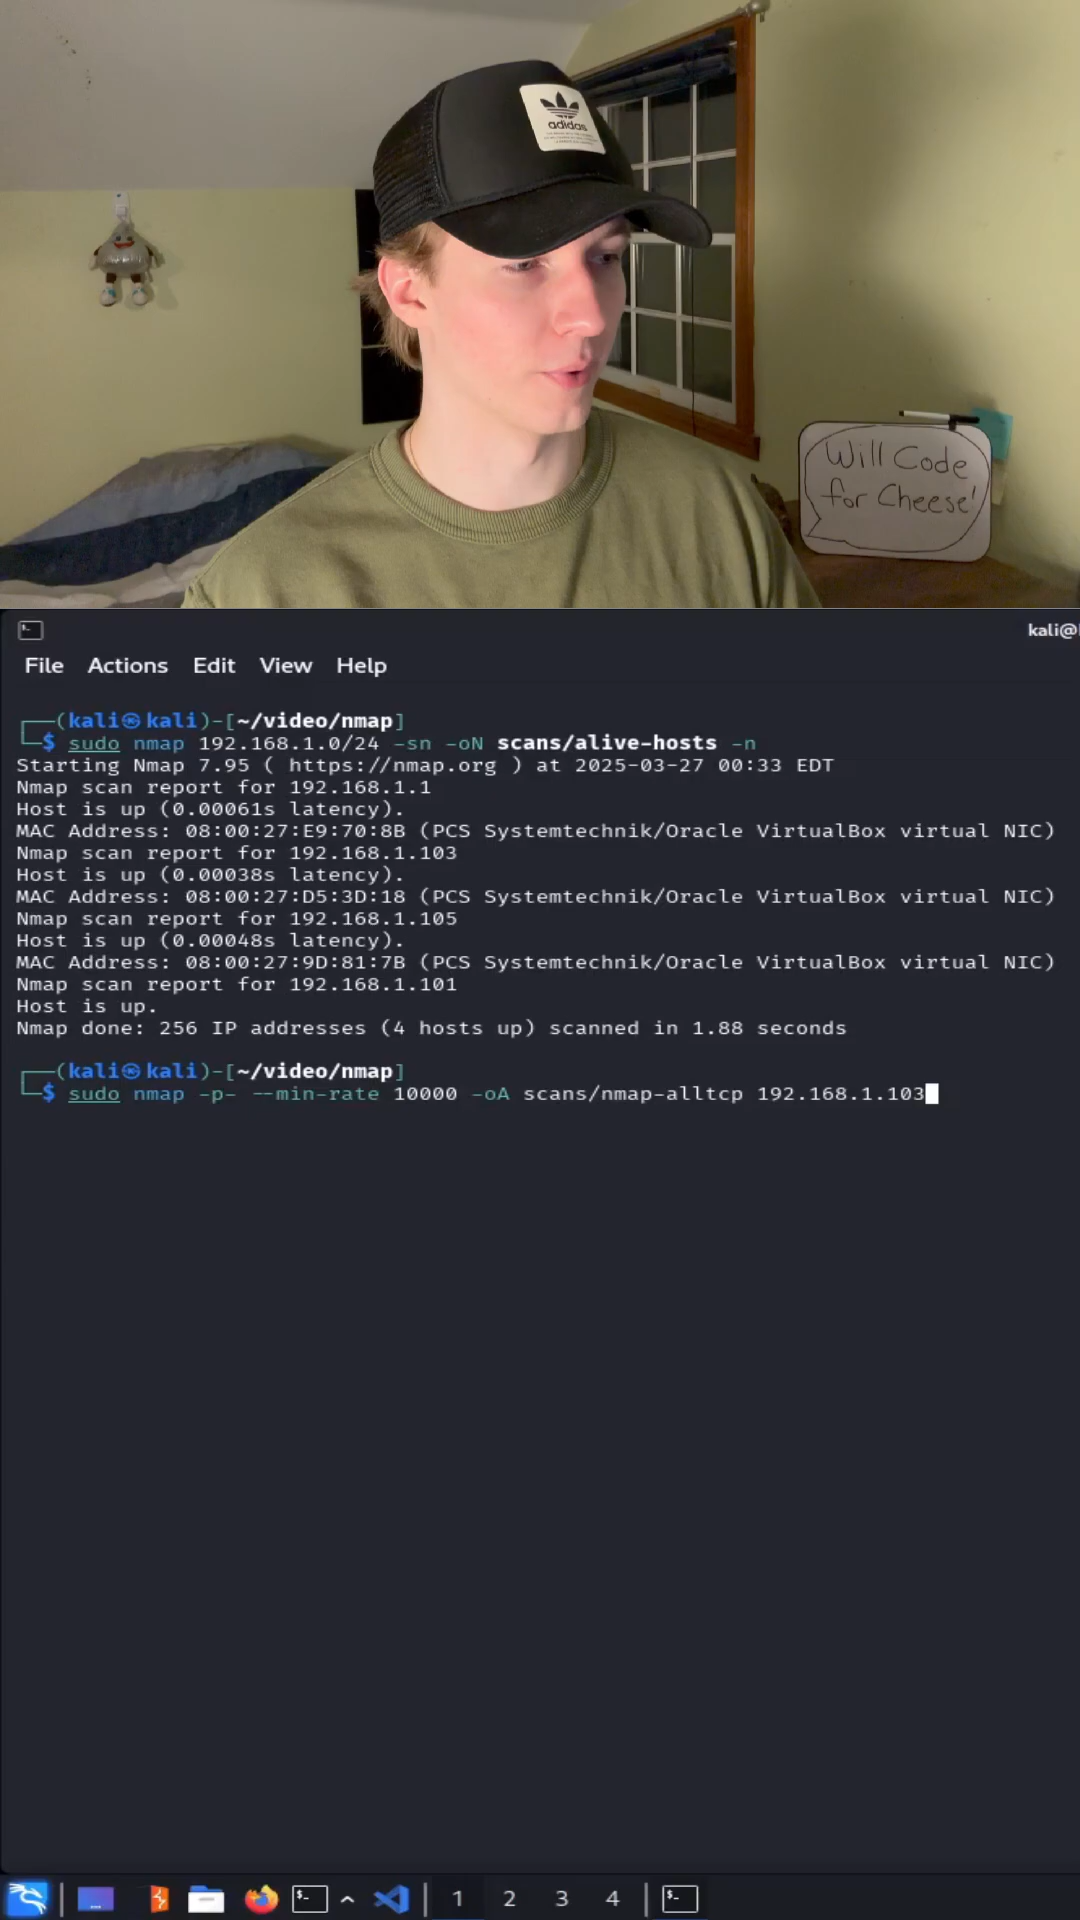 adidas
Will Code
for Cheese!
kali@
File Actions Edit View Help
┌──(kali㉿kali)-[~/video/nmap]
└─$ sudo nmap 192.168.1.0/24 -sn -oN scans/alive-hosts -n
Starting Nmap 7.95 ( https://nmap.org ) at 2025-03-27 00:33 EDT
Nmap scan report for 192.168.1.1
Host is up (0.00061s latency).
MAC Address: 08:00:27:E9:70:8B (PCS Systemtechnik/Oracle VirtualBox virtual NIC)
Nmap scan report for 192.168.1.103
Host is up (0.00038s latency).
MAC Address: 08:00:27:D5:3D:18 (PCS Systemtechnik/Oracle VirtualBox virtual NIC)
Nmap scan report for 192.168.1.105
Host is up (0.00048s latency).
MAC Address: 08:00:27:9D:81:7B (PCS Systemtechnik/Oracle VirtualBox virtual NIC)
Nmap scan report for 192.168.1.101
Host is up.
Nmap done: 256 IP addresses (4 hosts up) scanned in 1.88 seconds
┌──(kali㉿kali)-[~/video/nmap]
└─$ sudo nmap -p- --min-rate 10000 -oA scans/nmap-alltcp 192.168.1.103
1 2 3 4